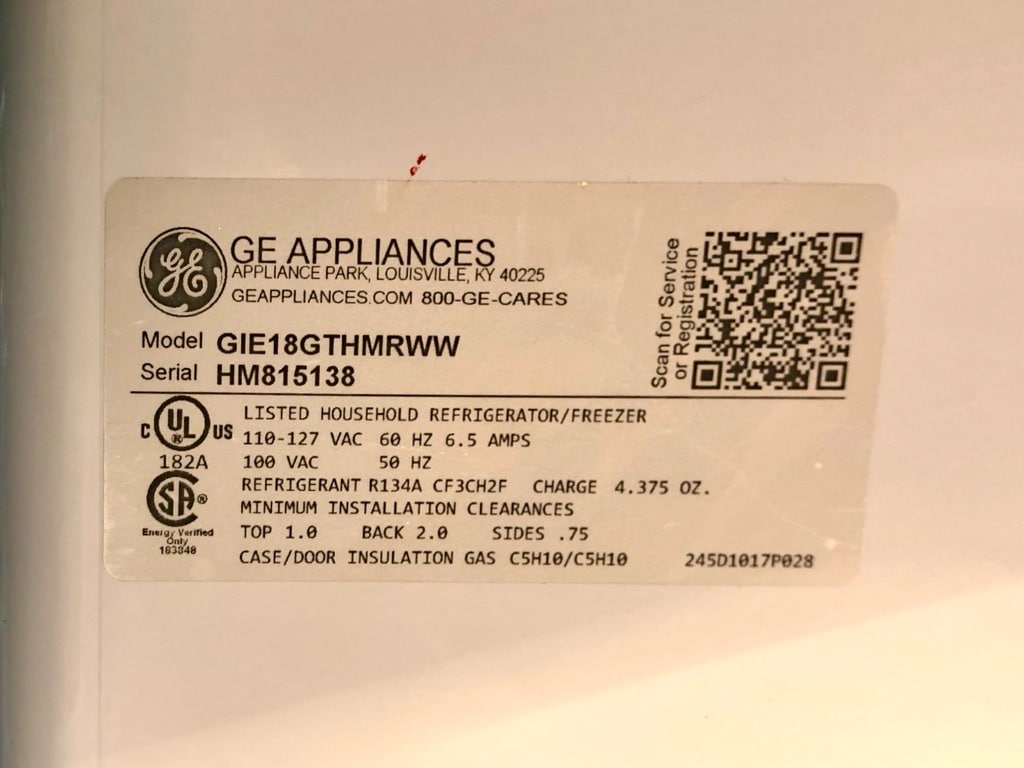 GE APPLIANCES
APPLIANCE PARK, LOUISVILLE, KY 40225
GEAPPLIANCES.COM 800-GE-CARES
Scan for Service
or Registration
Model GIE18GTHMRWW
Serial HM815138
C UL ® US
182A
SA ®
Energy Verified
Only
183848
LISTED HOUSEHOLD REFRIGERATOR/FREEZER
110-127 VAC 60 HZ 6.5 AMPS
100 VAC 50 HZ
REFRIGERANT R134A CF3CH2F CHARGE 4.375 OZ.
MINIMUM INSTALLATION CLEARANCES
TOP 1.0 BACK 2.0 SIDES .75
CASE/DOOR INSULATION GAS C5H10/C5H10 245D1017P028